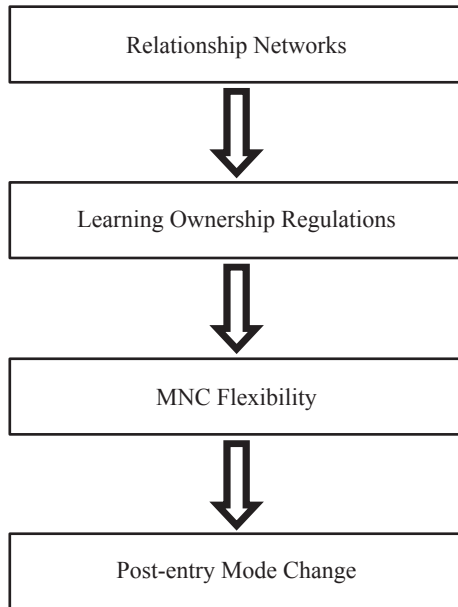 Relationship Networks
Learning Ownership Regulations
MNC Flexibility
Post-entry Mode Change